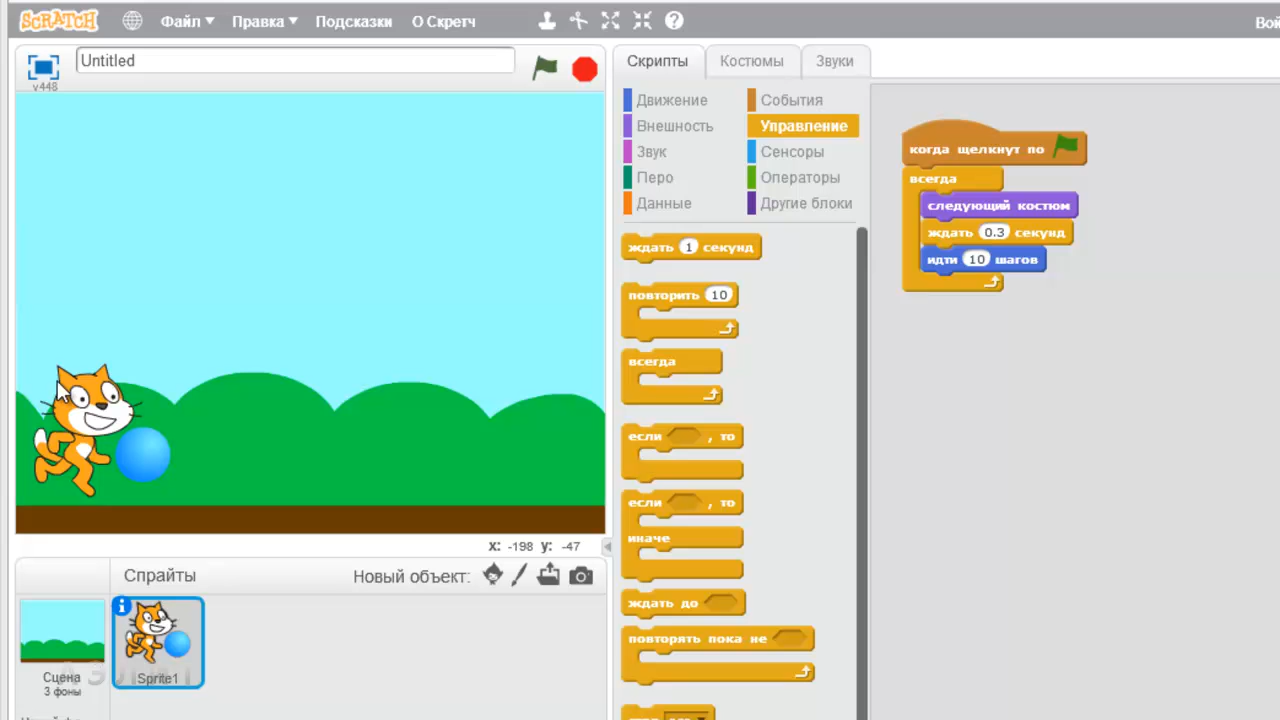 SCRATCH Файл Правка Подсказки О Скретч Вой
v448
Untitled
Скрипты Костюмы Звуки
Движение События
Внешность Управление
Звук Сенсоры
Перо Операторы
Данные Другие блоки
ждать 1 секунд
повторить 10
всегда
если , то
если , то
иначе
ждать до
повторять пока не
когда щелкнут по
всегда
следующий костюм
ждать 0.3 секунд
идти 10 шагов
x: -198 y: -47
Спрайты Новый объект:
Сцена
3 фоны
Sprite1